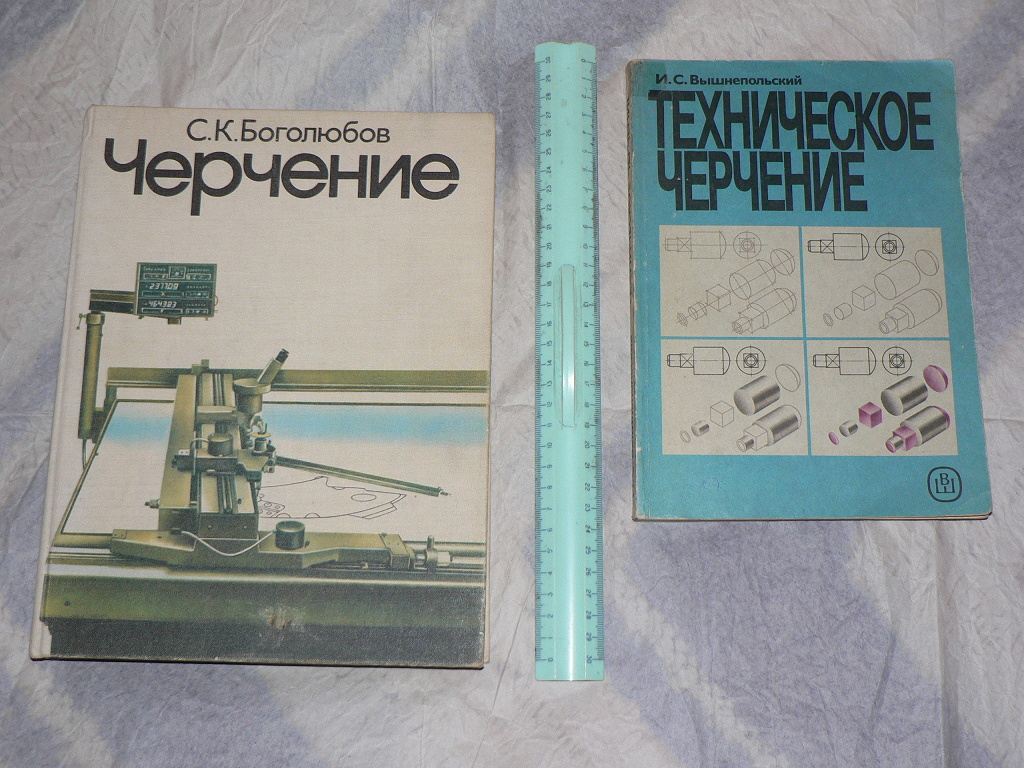 С.К.Боголюбов
Черчение
И.С.Вышнепольский
ТЕХНИЧЕСКОЕ
ЧЕРЧЕНИЕ